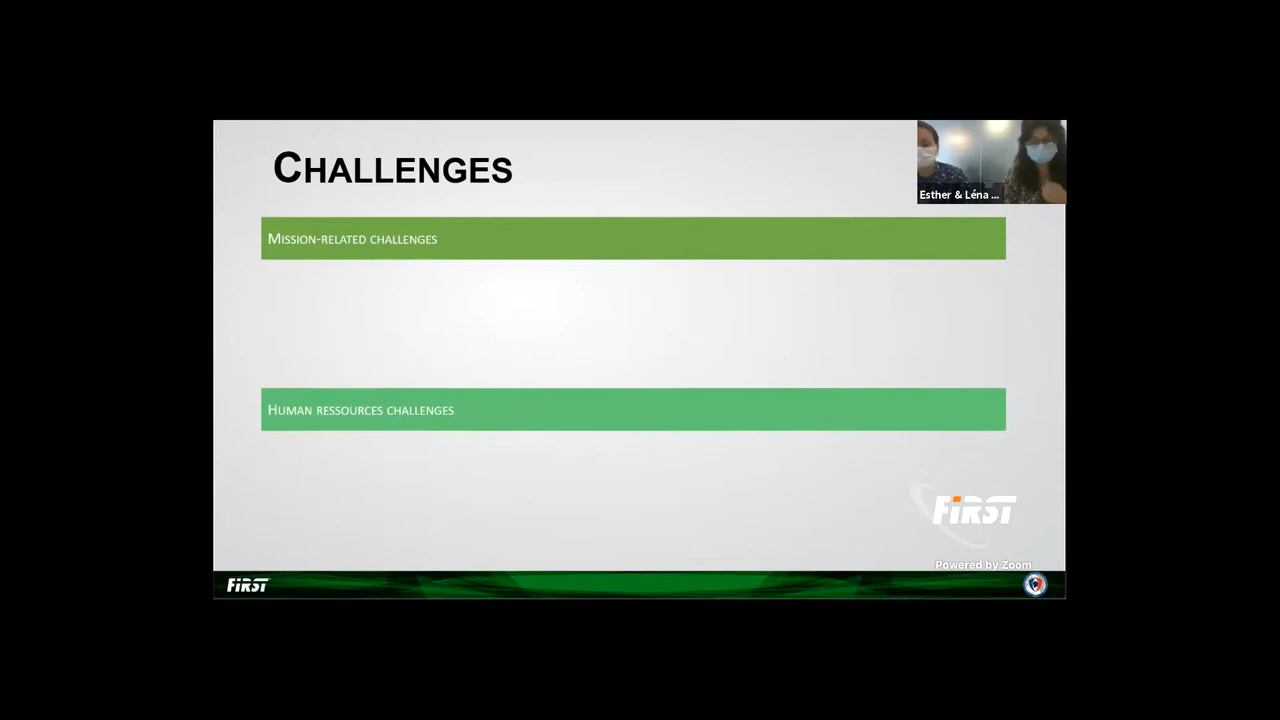 CHALLENGES
Esther & Léna ...
MISSION-RELATED CHALLENGES
HUMAN RESSOURCES CHALLENGES
FiRST
Powered by Zoom
FiRST